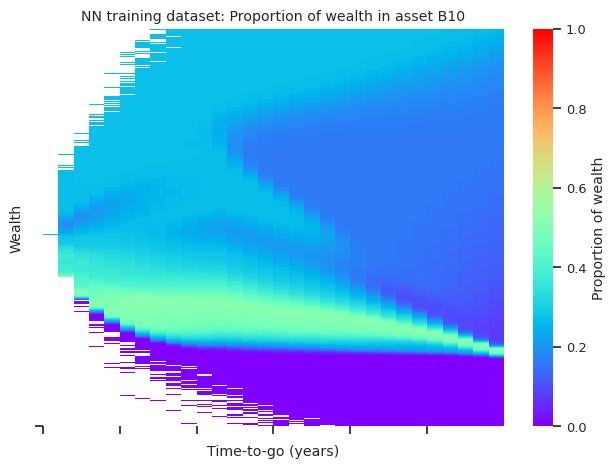 NN training dataset: Proportion of wealth in asset B10
Wealth
Time-to-go (years)
1.0
0.8
0.6
0.4
0.2
0.0
Proportion of wealth